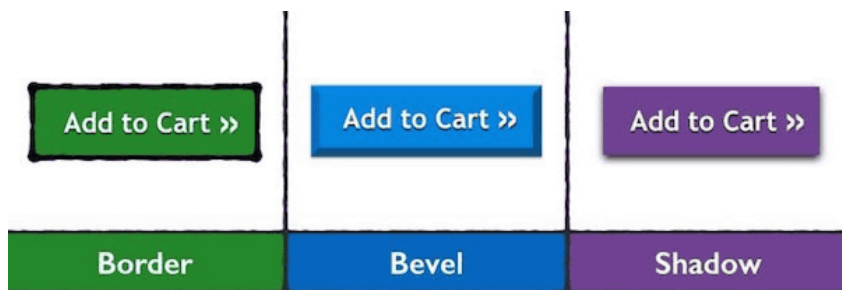 Add to Cart »
Add to Cart »
Add to Cart »
Border
Bevel
Shadow